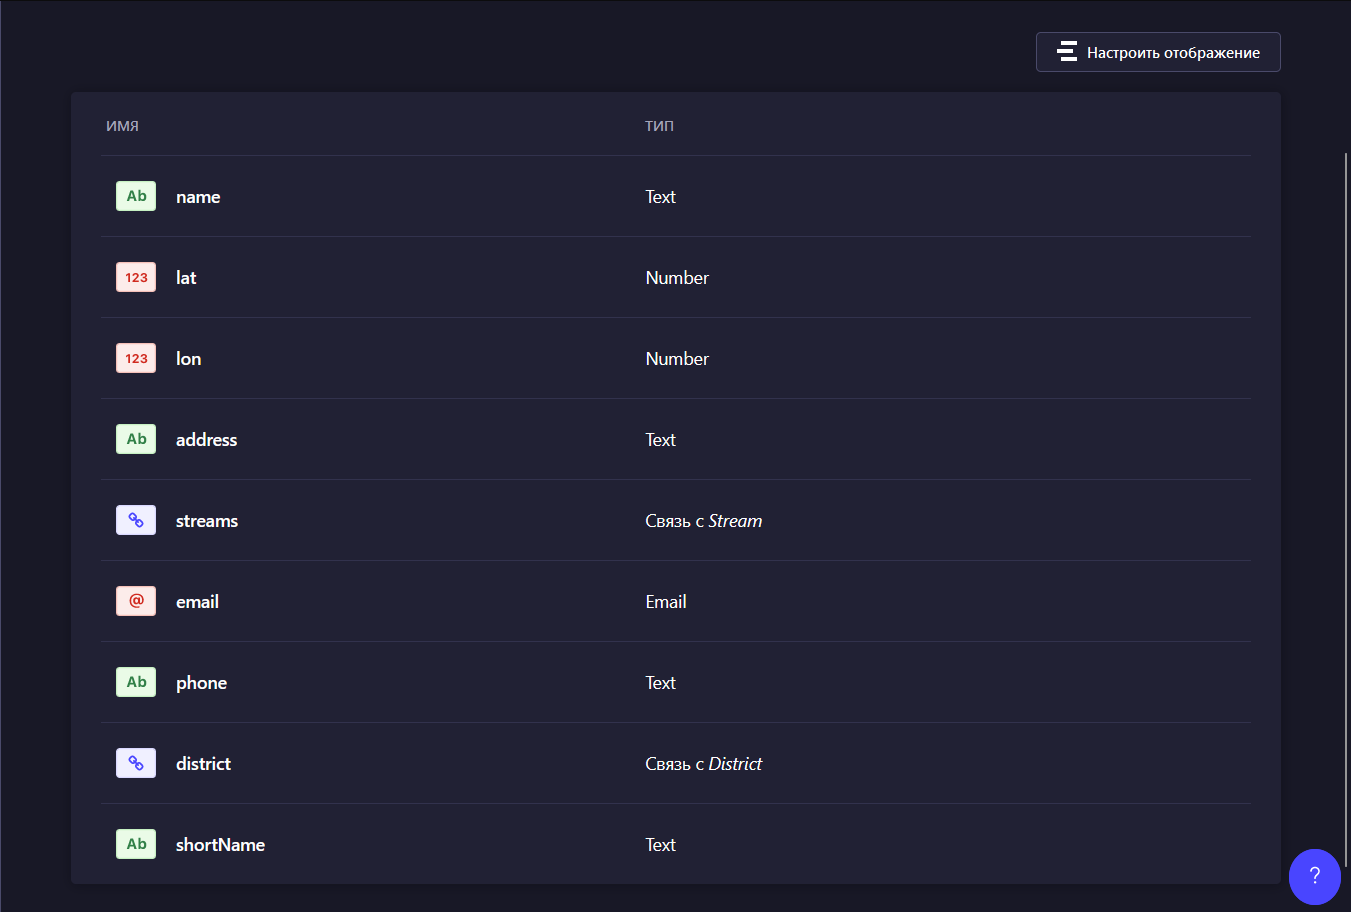 Настроить отображение
ИМЯ ТИП
Ab name Text
123 lat Number
123 lon Number
Ab address Text
streams Связь с Stream
@ email Email
Ab phone Text
district Связь с District
Ab shortName Text
?